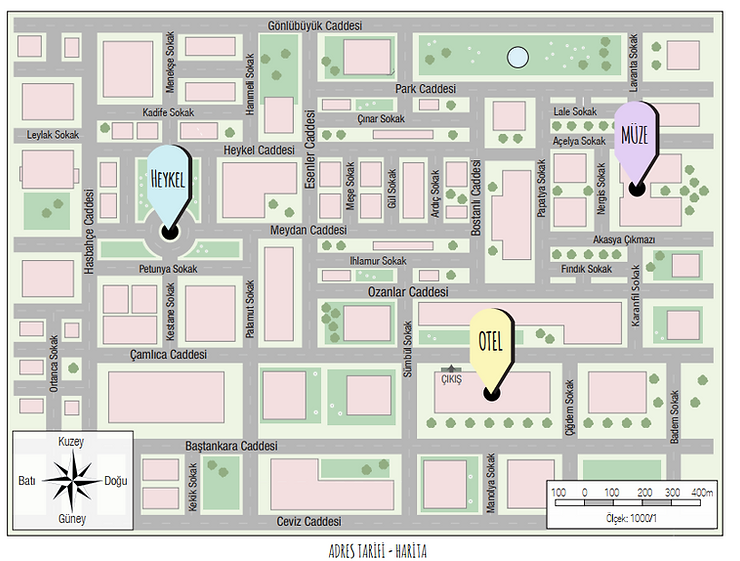 Gönlübüyük Caddesi
Menekşe Sokak
Hanımeli Sokak
Lavanta Sokak
Park Caddesi
Kadife Sokak
Çınar Sokak
Lale Sokak
Leylak Sokak
Esenler Caddesi
MÜZE
Açelya Sokak
Heykel Caddesi
HEYKEL
Meşe Sokak
Gül Sokak
Ardıç Sokak
Bostanlı Caddesi
Papatya Sokak
Nergis Sokak
Hasbahçe Caddesi
Meydan Caddesi
Akasya Çıkmazı
Petunya Sokak
Ihlamur Sokak
Fındık Sokak
Ozanlar Caddesi
Karanfil Sokak
Kestane Sokak
Palamut Sokak
Sümbül Sokak
OTEL
Ortanca Sokak
Çamlıca Caddesi
ÇIKIŞ
Çiğdem Sokak
Badem Sokak
Kuzey
Batı
Doğu
Güney
Baştankara Caddesi
Kekik Sokak
Manolya Sokak
100 0 100 200 300 400m
Ölçek: 1000/1
Ceviz Caddesi
ADRES TARİFİ - HARİTA